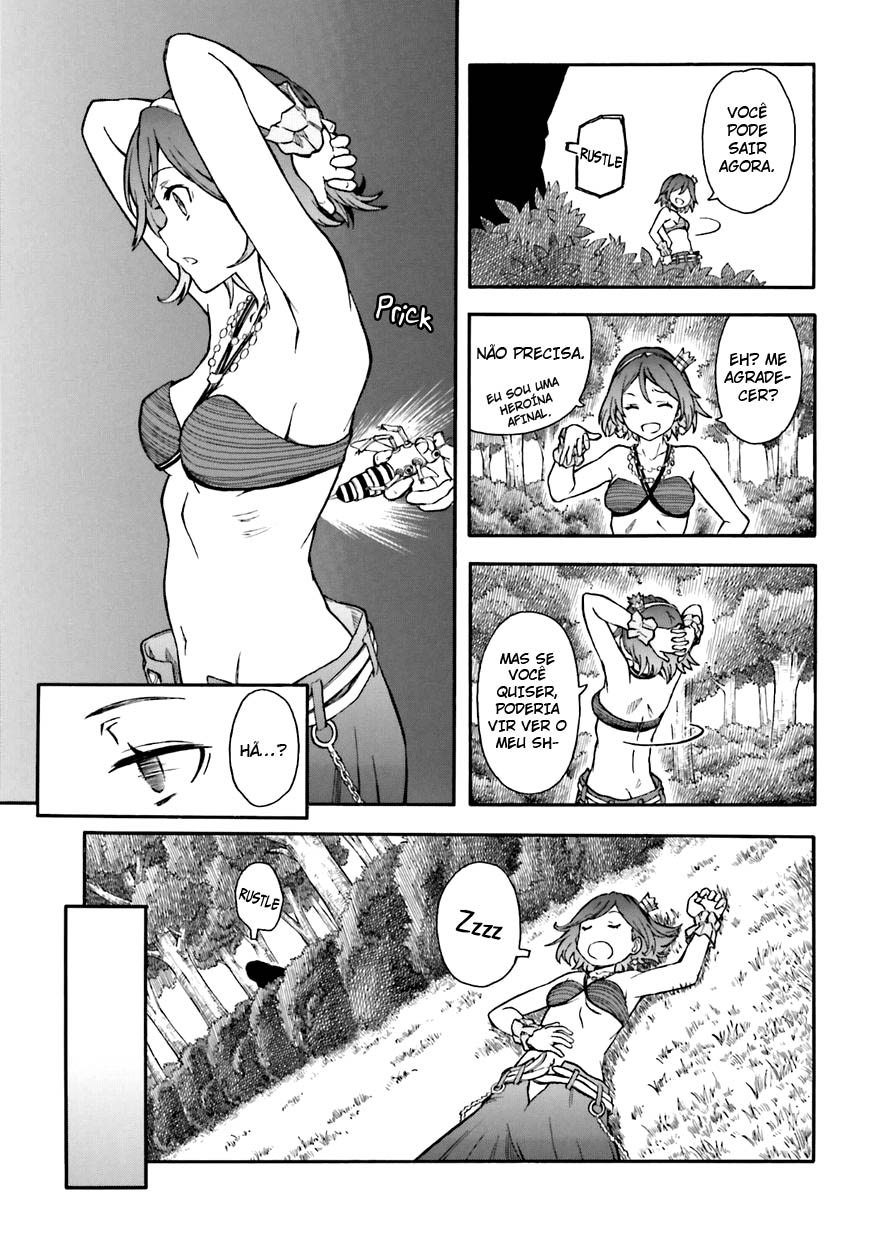 VOCÊ
PODE
SAIR
AGORA.
RUSTLE
EH? ME
AGRADE-
CER?
NÃO PRECISA.
EU SOU UMA
HEROÍNA
AFINAL.
MAS SE
VOCÊ
QUISER,
PODERIA
VIR VER O
MEU SH-
Prick
HÃ...?
Zzzz
RUSTLE